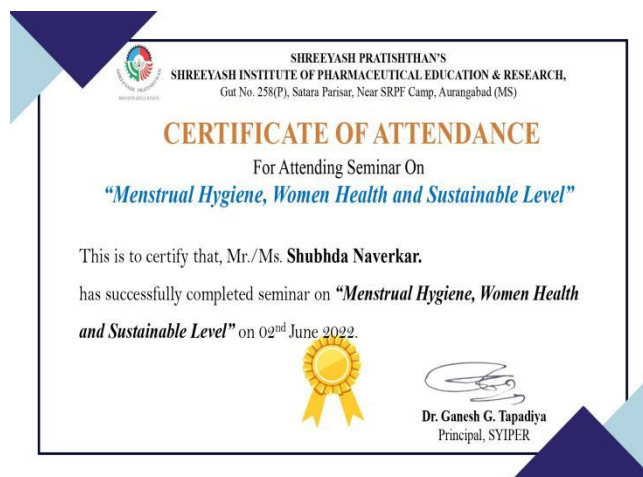 SHREEYASH PRATISHTHAN'S
SHREEYASH INSTITUTE OF PHARMACEUTICAL EDUCATION & RESEARCH,
Gut No. 258(P), Satara Parisar, Near SRPF Camp, Aurangabad (MS)
CERTIFICATE OF ATTENDANCE
For Attending Seminar On
“Menstrual Hygiene, Women Health and Sustainable Level”
This is to certify that, Mr./Ms. Shubhda Naverkar.
has successfully completed seminar on “Menstrual Hygiene, Women Health
and Sustainable Level” on 02nd June 2022.
Dr. Ganesh G. Tapadiya
Principal, SYIPER